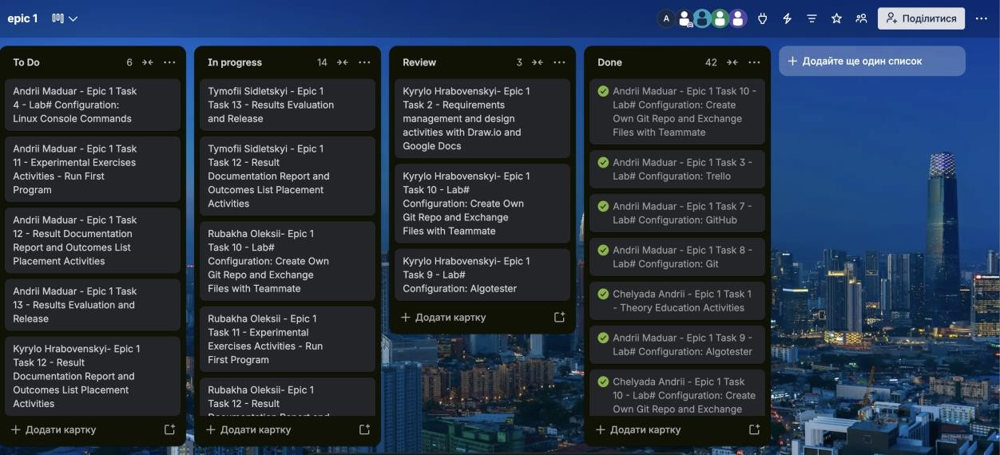 epic 1
A
Поділитися
To Do 6
Andrii Maduar - Epic 1 Task
4 - Lab# Configuration:
Linux Console Commands
Andrii Maduar - Epic 1 Task
11 - Experimental Exercises
Activities - Run First
Program
Andrii Maduar - Epic 1 Task
12 - Result Documentation
Report and Outcomes List
Placement Activities
Andrii Maduar - Epic 1 Task
13 - Results Evaluation and
Release
Kyrylo Hrabovenskyi- Epic 1
Task 12 - Result
Documentation Report and
Outcomes List Placement
Activities
Додати картку
In progress 14
Tymofii Sidletskyi - Epic 1
Task 13 - Results Evaluation
and Release
Tymofii Sidletskyi - Epic 1
Task 12 - Result
Documentation Report and
Outcomes List Placement
Activities
Rubakha Oleksii- Epic 1
Task 10 - Lab#
Configuration: Create Own
Git Repo and Exchange
Files with Teammate
Rubakha Oleksii - Epic 1
Task 11 - Experimental
Exercises Activities - Run
First Program
Rubakha Oleksii- Epic 1
Task 12 - Result
Documentation Report and
Додати картку
Review 3
Kyrylo Hrabovenskyi- Epic 1
Task 2 - Requirements
management and design
activities with Draw.io and
Google Docs
Kyrylo Hrabovenskyi- Epic 1
Task 10 - Lab#
Configuration: Create Own
Git Repo and Exchange
Files with Teammate
Kyrylo Hrabovenskyi- Epic 1
Task 9 - Lab#
Configuration: Algotester
Додати картку
Done 42
Andrii Maduar - Epic 1 Task 10 -
Lab# Configuration: Create
Own Git Repo and Exchange
Files with Teammate
Andrii Maduar - Epic 1 Task 3 -
Lab# Configuration: Trello
Andrii Maduar - Epic 1 Task 7 -
Lab# Configuration: GitHub
Andrii Maduar - Epic 1 Task 8 -
Lab# Configuration: Git
Chelyada Andrii - Epic 1 Task 1
- Theory Education Activities
Andrii Maduar - Epic 1 Task 9 -
Lab# Configuration: Algotester
Chelyada Andrii - Epic 1 Task
10 - Lab# Configuration: Create
Own Git Repo and Exchange
Додати картку
Додайте ще один список